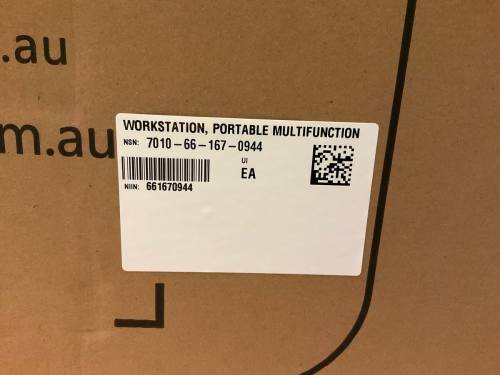 .au
m.au
WORKSTATION, PORTABLE MULTIFUNCTION
NSN: 7010-66-167-0944
UI
EA
NIIN: 661670944